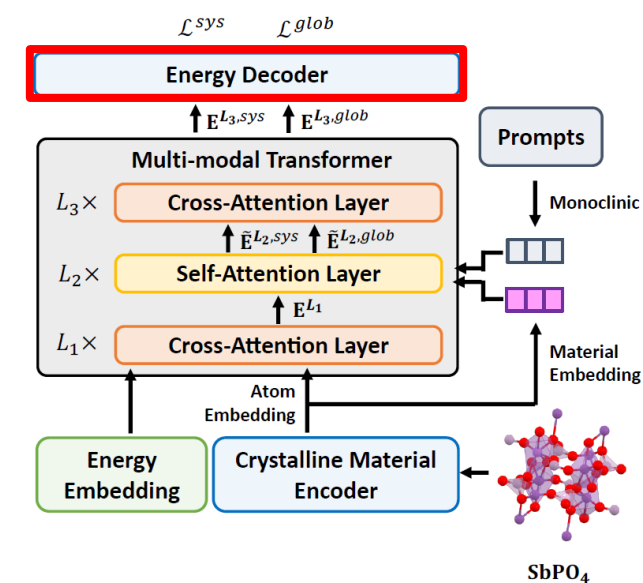 ℒ^sys ℒ^glob
Energy Decoder
E^L₃,sys E^L₃,glob
Prompts
Multi-modal Transformer
Monoclinic
L₃× Cross-Attention Layer
Ẽ^L₂,sys Ẽ^L₂,glob
L₂× Self-Attention Layer
E^L₁
L₁× Cross-Attention Layer
Material
Embedding
Atom
Embedding
Energy
Embedding
Crystalline Material
Encoder
SbPO₄